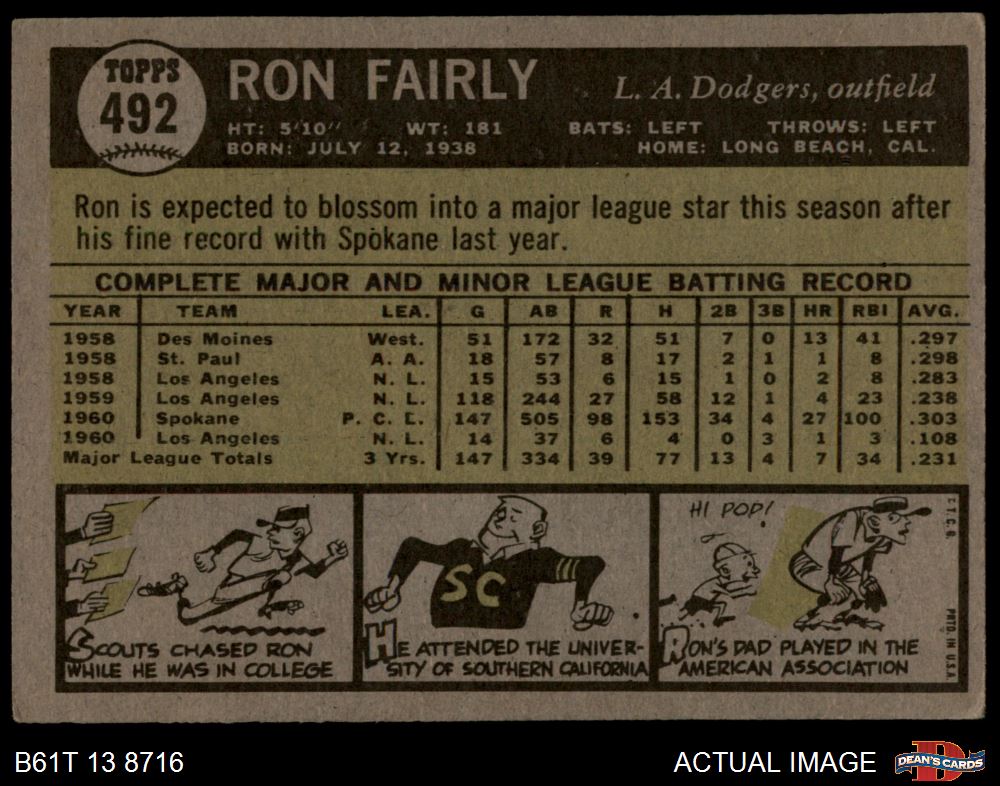 TOPPS
492
RON FAIRLY
L. A. Dodgers, outfield
HT: 5'10" WT: 181 BATS: LEFT THROWS: LEFT
BORN: JULY 12, 1938 HOME: LONG BEACH, CAL.
Ron is expected to blossom into a major league star this season after
his fine record with Spokane last year.
COMPLETE MAJOR AND MINOR LEAGUE BATTING RECORD
YEAR TEAM LEA. G AB R H 2B 3B HR RBI AVG.
1958 Des Moines West. 51 172 32 51 7 0 13 41 .297
1958 St. Paul A. A. 18 57 8 17 2 1 1 8 .298
1958 Los Angeles N. L. 15 53 6 15 1 0 2 8 .283
1959 Los Angeles N. L. 118 244 27 58 12 1 4 23 .238
1960 Spokane P. C. L. 147 505 98 153 34 4 27 100 .303
1960 Los Angeles N. L. 14 37 6 4 0 3 1 3 .108
Major League Totals 3 Yrs. 147 334 39 77 13 4 7 34 .231
SCOUTS CHASED RON
WHILE HE WAS IN COLLEGE
SC
HE ATTENDED THE UNIVER-
SITY OF SOUTHERN CALIFORNIA
HI POP!
RON'S DAD PLAYED IN THE
AMERICAN ASSOCIATION
© T. C. G. PRTD. IN U.S.A.
B61T 13 8716
ACTUAL IMAGE
D
DEAN'S CARDS